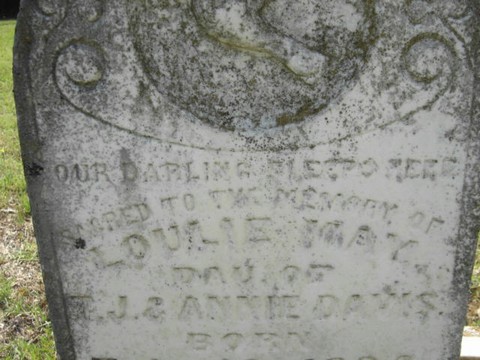 OUR DARLING SLEEPS HERE
SACRED TO THE MEMORY OF
LOULIE MAY
DAU OF
J. & ANNIE DAVIS.
BORN